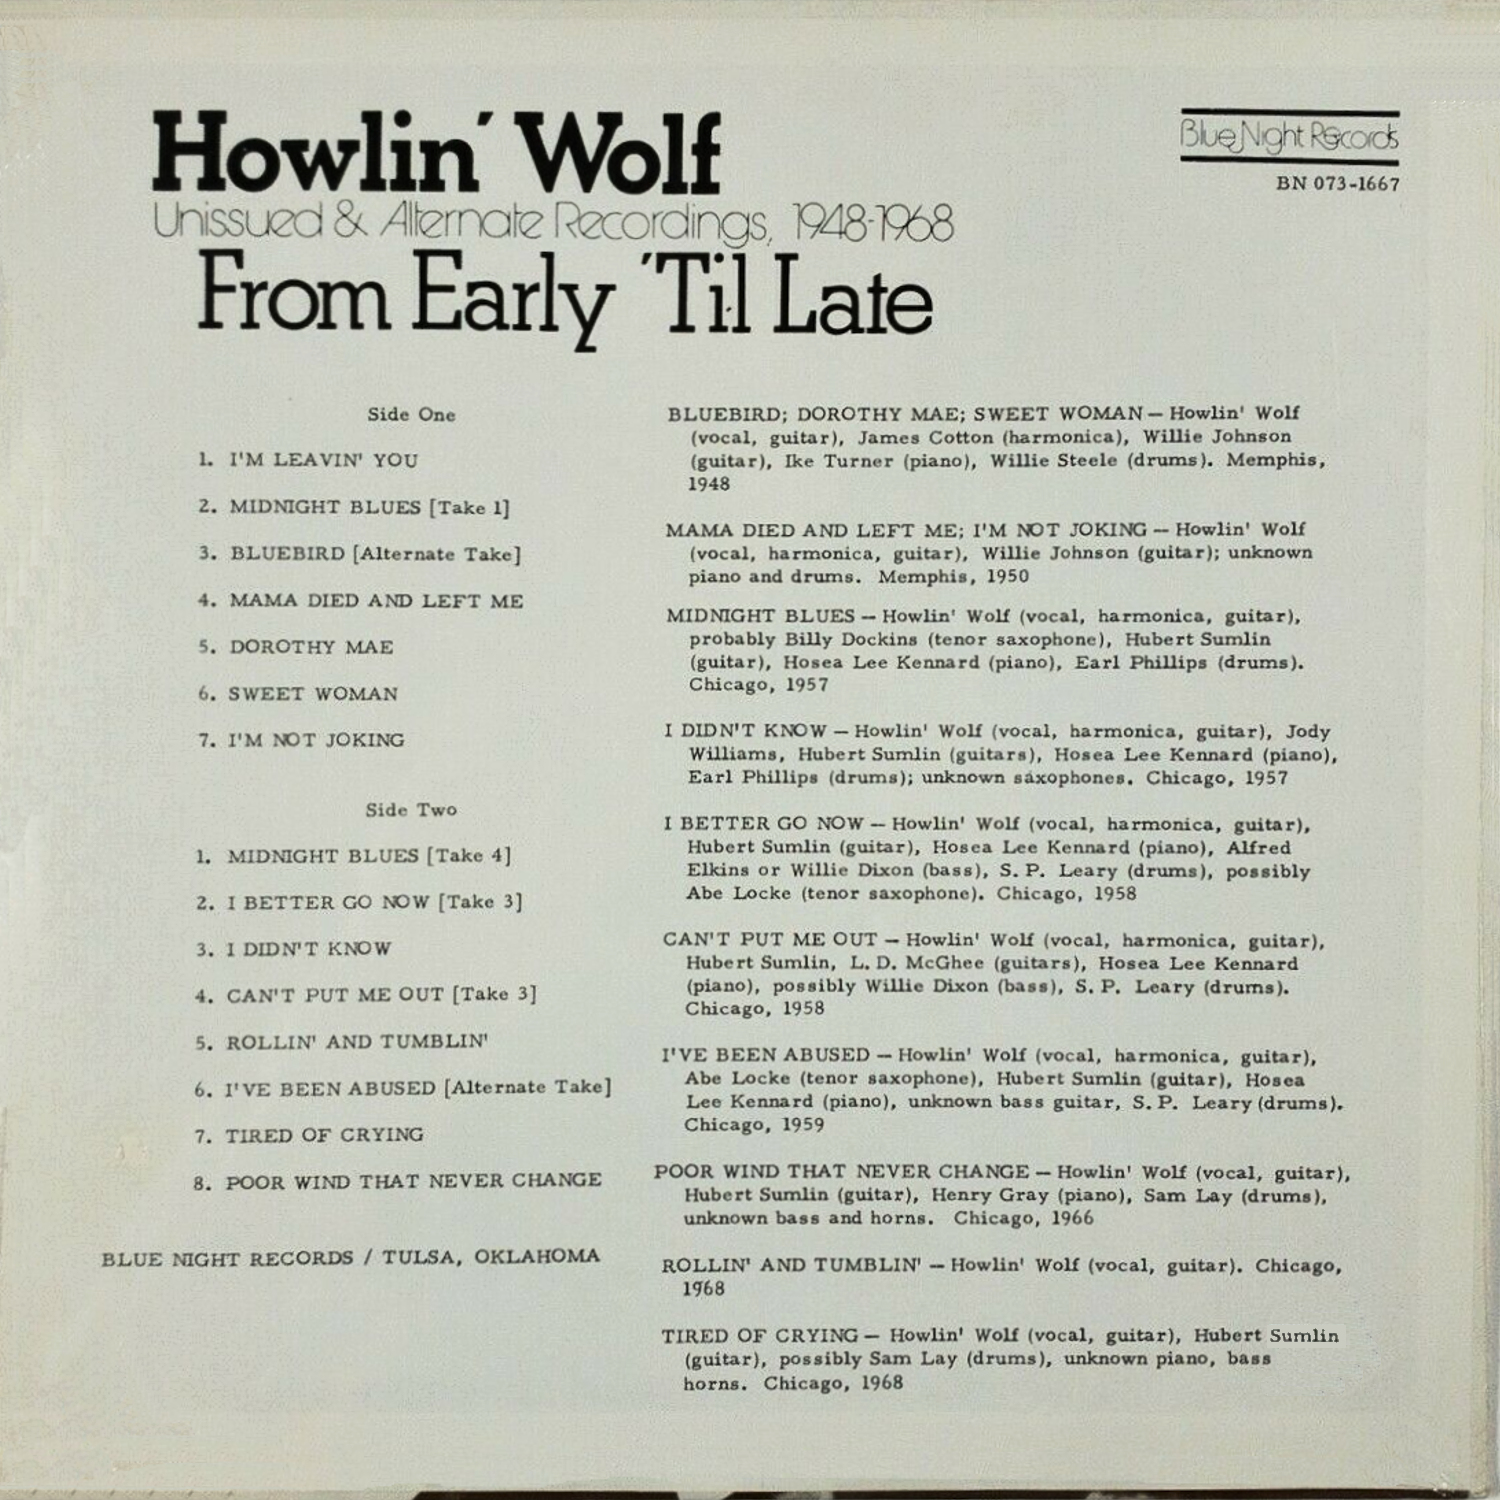 Howlin' Wolf
Unissued & Alternate Recordings, 1948-1968
From Early 'Til Late
Blue Night Records
BN 073-1667
Side One
1. I'M LEAVIN' YOU
2. MIDNIGHT BLUES [Take 1]
3. BLUEBIRD [Alternate Take]
4. MAMA DIED AND LEFT ME
5. DOROTHY MAE
6. SWEET WOMAN
7. I'M NOT JOKING
Side Two
1. MIDNIGHT BLUES [Take 4]
2. I BETTER GO NOW [Take 3]
3. I DIDN'T KNOW
4. CAN'T PUT ME OUT [Take 3]
5. ROLLIN' AND TUMBLIN'
6. I'VE BEEN ABUSED [Alternate Take]
7. TIRED OF CRYING
8. POOR WIND THAT NEVER CHANGE
BLUE NIGHT RECORDS / TULSA, OKLAHOMA
BLUEBIRD; DOROTHY MAE; SWEET WOMAN — Howlin' Wolf
(vocal, guitar), James Cotton (harmonica), Willie Johnson
(guitar), Ike Turner (piano), Willie Steele (drums). Memphis,
1948
MAMA DIED AND LEFT ME; I'M NOT JOKING — Howlin' Wolf
(vocal, harmonica, guitar), Willie Johnson (guitar); unknown
piano and drums. Memphis, 1950
MIDNIGHT BLUES — Howlin' Wolf (vocal, harmonica, guitar),
probably Billy Dockins (tenor saxophone), Hubert Sumlin
(guitar), Hosea Lee Kennard (piano), Earl Phillips (drums).
Chicago, 1957
I DIDN'T KNOW — Howlin' Wolf (vocal, harmonica, guitar), Jody
Williams, Hubert Sumlin (guitars), Hosea Lee Kennard (piano),
Earl Phillips (drums); unknown saxophones. Chicago, 1957
I BETTER GO NOW — Howlin' Wolf (vocal, harmonica, guitar),
Hubert Sumlin (guitar), Hosea Lee Kennard (piano), Alfred
Elkins or Willie Dixon (bass), S. P. Leary (drums), possibly
Abe Locke (tenor saxophone). Chicago, 1958
CAN'T PUT ME OUT — Howlin' Wolf (vocal, harmonica, guitar),
Hubert Sumlin, L. D. McGhee (guitars), Hosea Lee Kennard
(piano), possibly Willie Dixon (bass), S. P. Leary (drums).
Chicago, 1958
I'VE BEEN ABUSED — Howlin' Wolf (vocal, harmonica, guitar),
Abe Locke (tenor saxophone), Hubert Sumlin (guitar), Hosea
Lee Kennard (piano), unknown bass guitar, S. P. Leary (drums).
Chicago, 1959
POOR WIND THAT NEVER CHANGE — Howlin' Wolf (vocal, guitar),
Hubert Sumlin (guitar), Henry Gray (piano), Sam Lay (drums),
unknown bass and horns. Chicago, 1966
ROLLIN' AND TUMBLIN' — Howlin' Wolf (vocal, guitar). Chicago,
1968
TIRED OF CRYING — Howlin' Wolf (vocal, guitar), Hubert Sumlin
(guitar), possibly Sam Lay (drums), unknown piano, bass
horns. Chicago, 1968